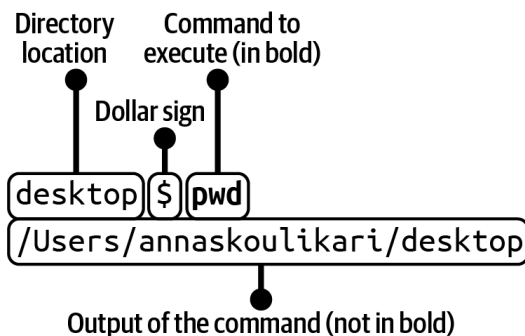 Directory location
Command to execute (in bold)
Dollar sign
desktop $ pwd
/Users/annaskoulikari/desktop
Output of the command (not in bold)